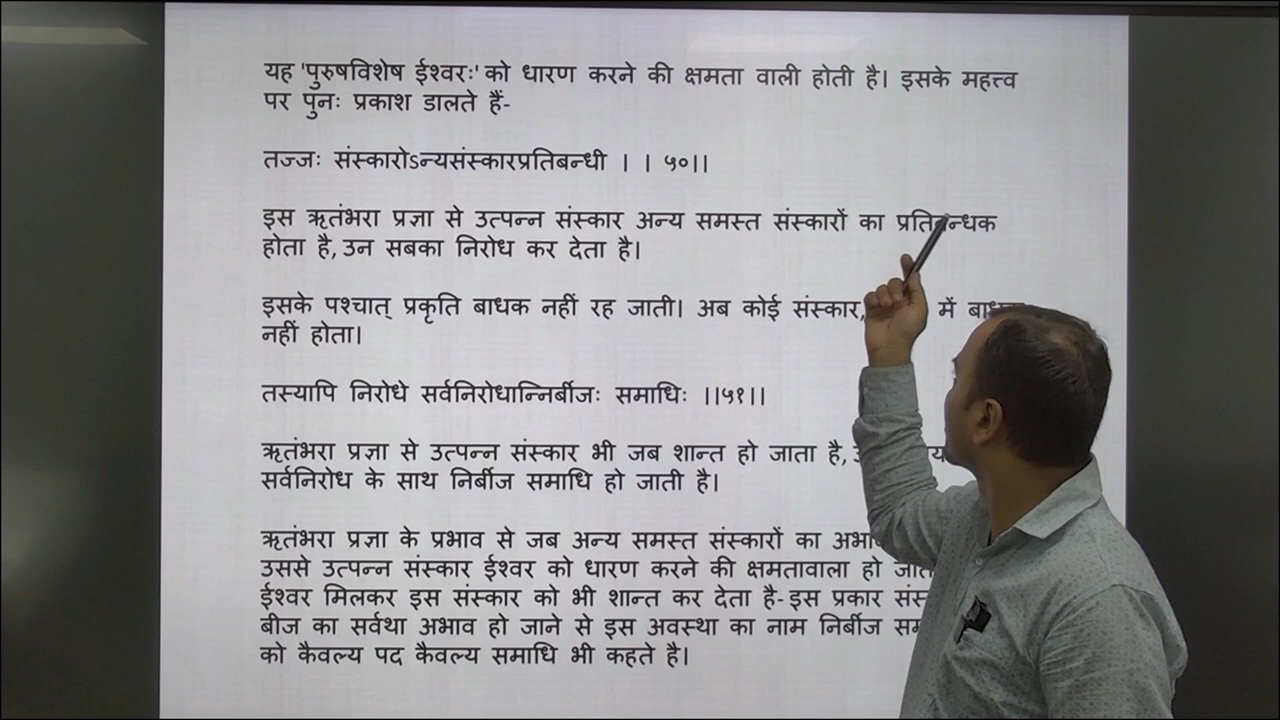 यह 'पुरुषविशेष ईश्वरः' को धारण करने की क्षमता वाली होती है। इसके महत्त्व
पर पुनः प्रकाश डालते हैं-
तज्जः संस्कारोऽन्यसंस्कारप्रतिबन्धी । । ५०।।
इस ऋतंभरा प्रज्ञा से उत्पन्न संस्कार अन्य समस्त संस्कारों का प्रतिबन्धक
होता है, उन सबका निरोध कर देता है।
इसके पश्चात् प्रकृति बाधक नहीं रह जाती। अब कोई संस्कार, में
नहीं होता।
तस्यापि निरोधे सर्वनिरोधान्निर्बीजः समाधिः ।।५१।।
ऋतंभरा प्रज्ञा से उत्पन्न संस्कार भी जब शान्त हो जाता है,
सर्वनिरोध के साथ निर्बीज समाधि हो जाती है।
ऋतंभरा प्रज्ञा के प्रभाव से जब अन्य समस्त संस्कारों का
उससे उत्पन्न संस्कार ईश्वर को धारण करने की क्षमतावाला हो
ईश्वर मिलकर इस संस्कार को भी शान्त कर देता है- इस प्रकार
बीज का सर्वथा अभाव हो जाने से इस अवस्था का नाम निर्बीज
को कैवल्य पद कैवल्य समाधि भी कहते है।